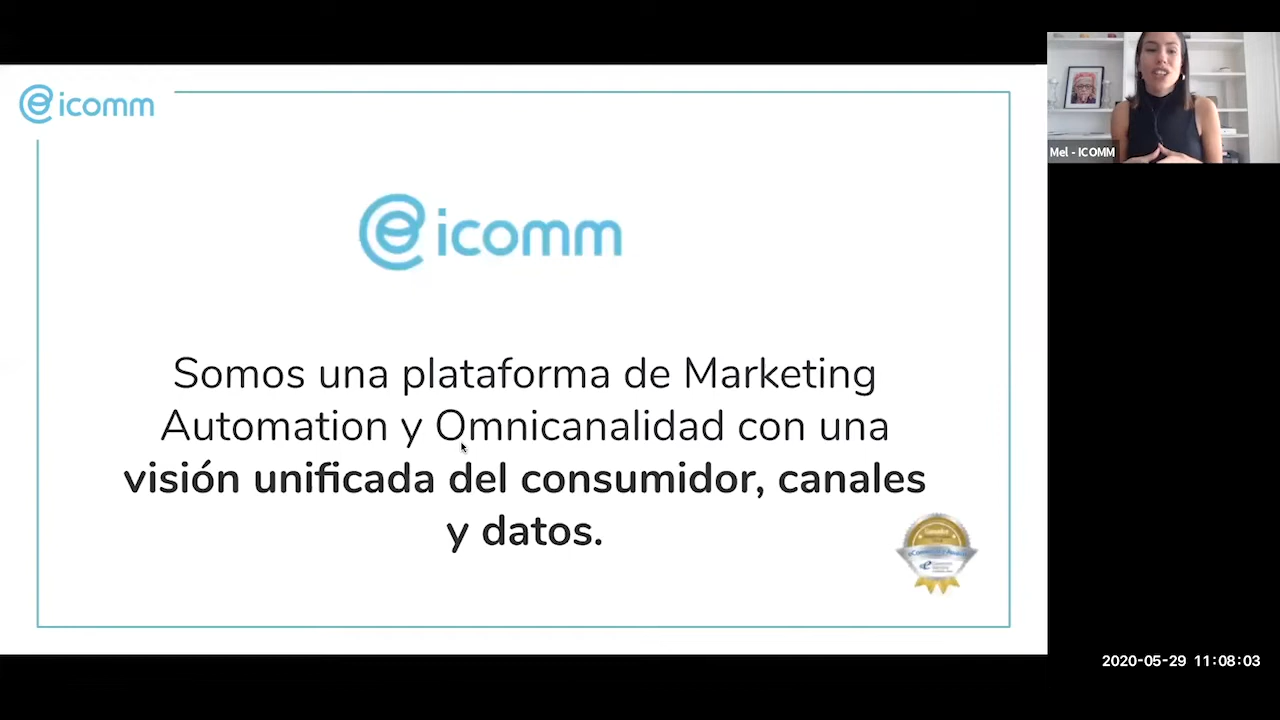 icomm
icomm
Somos una plataforma de Marketing
Automation y Omnicanalidad con una
visión unificada del consumidor, canales
y datos.
Mel - ICOMM
2020-05-29 11:08:03